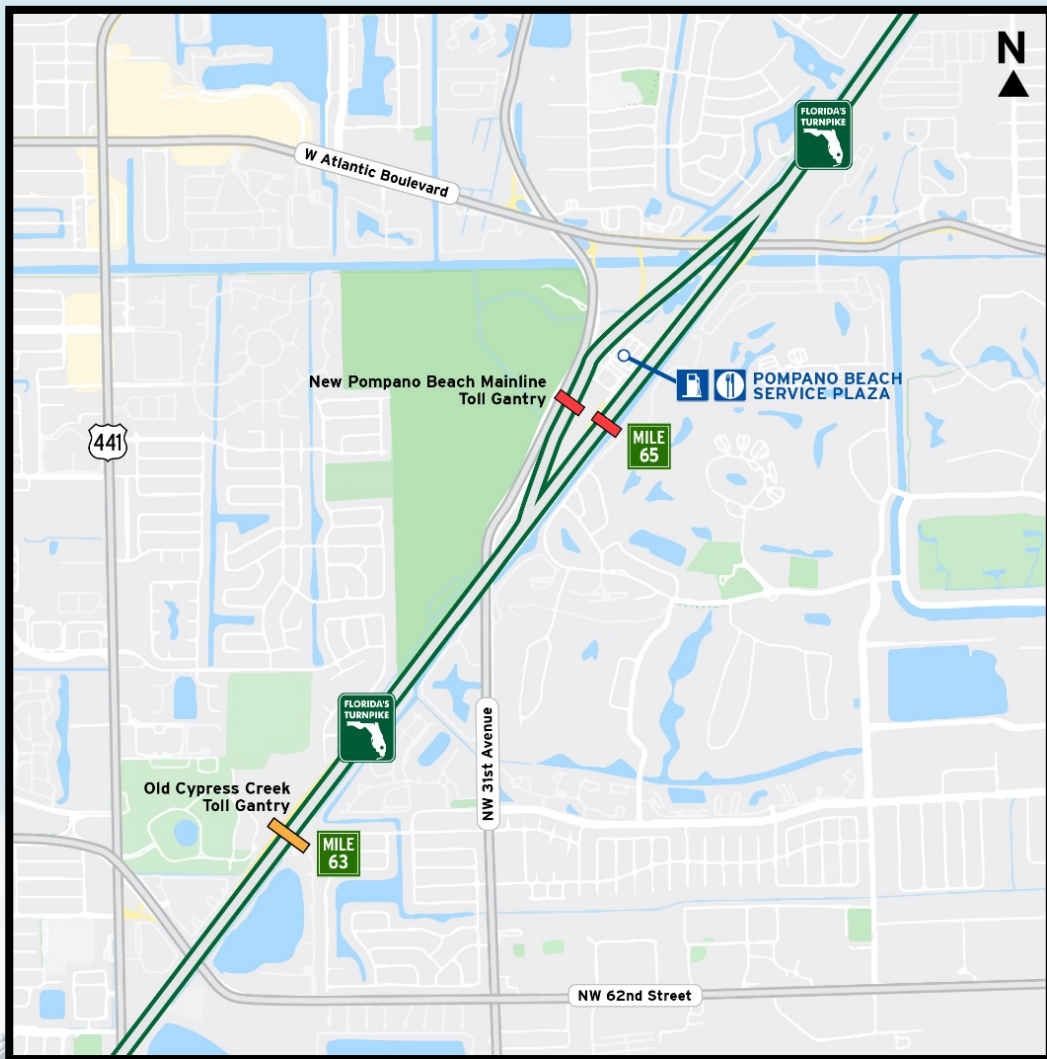 N
FLORIDA'S
TURNPIKE
W Atlantic Boulevard
New Pompano Beach Mainline
Toll Gantry
POMPANO BEACH
SERVICE PLAZA
441
MILE
65
FLORIDA'S
TURNPIKE
NW 31st Avenue
Old Cypress Creek
Toll Gantry
MILE
63
NW 62nd Street